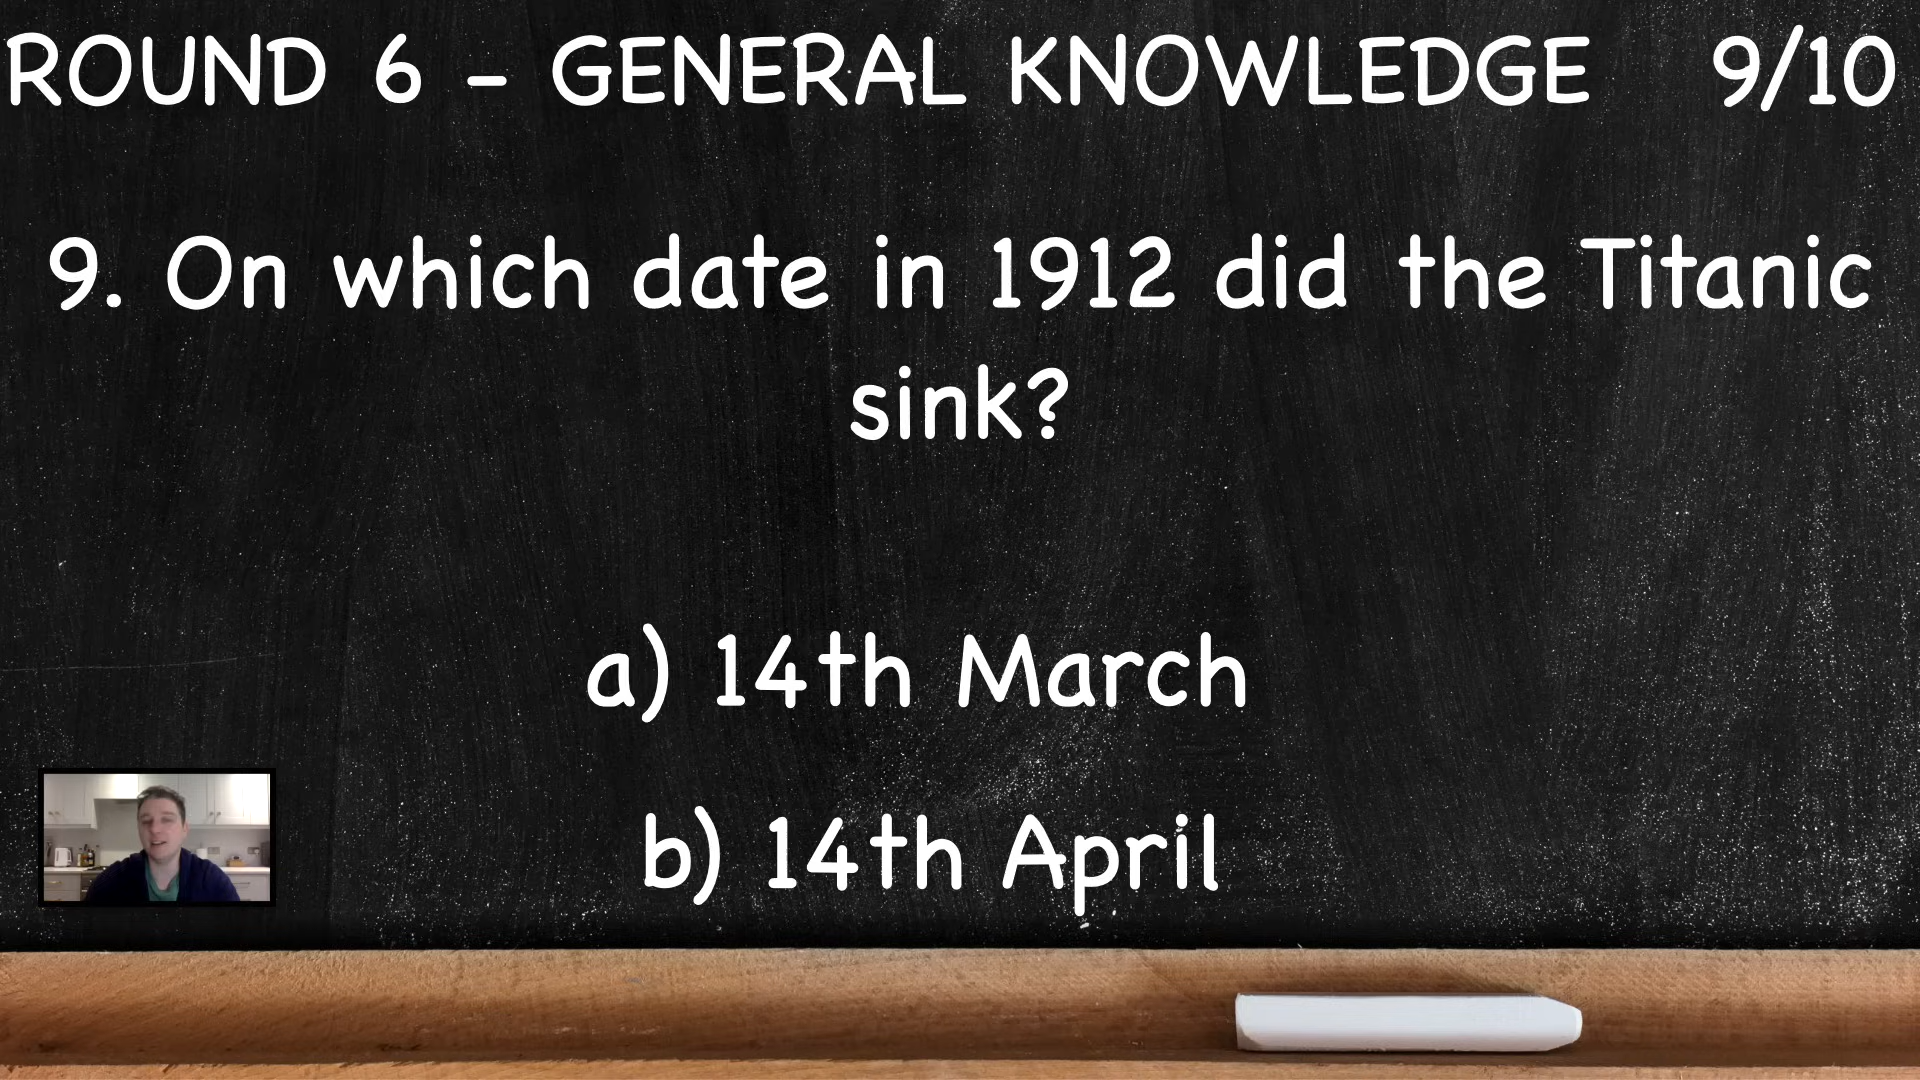 ROUND 6 - GENERAL KNOWLEDGE 9/10
9. On which date in 1912 did the Titanic
sink?
a) 14th March
b) 14th April